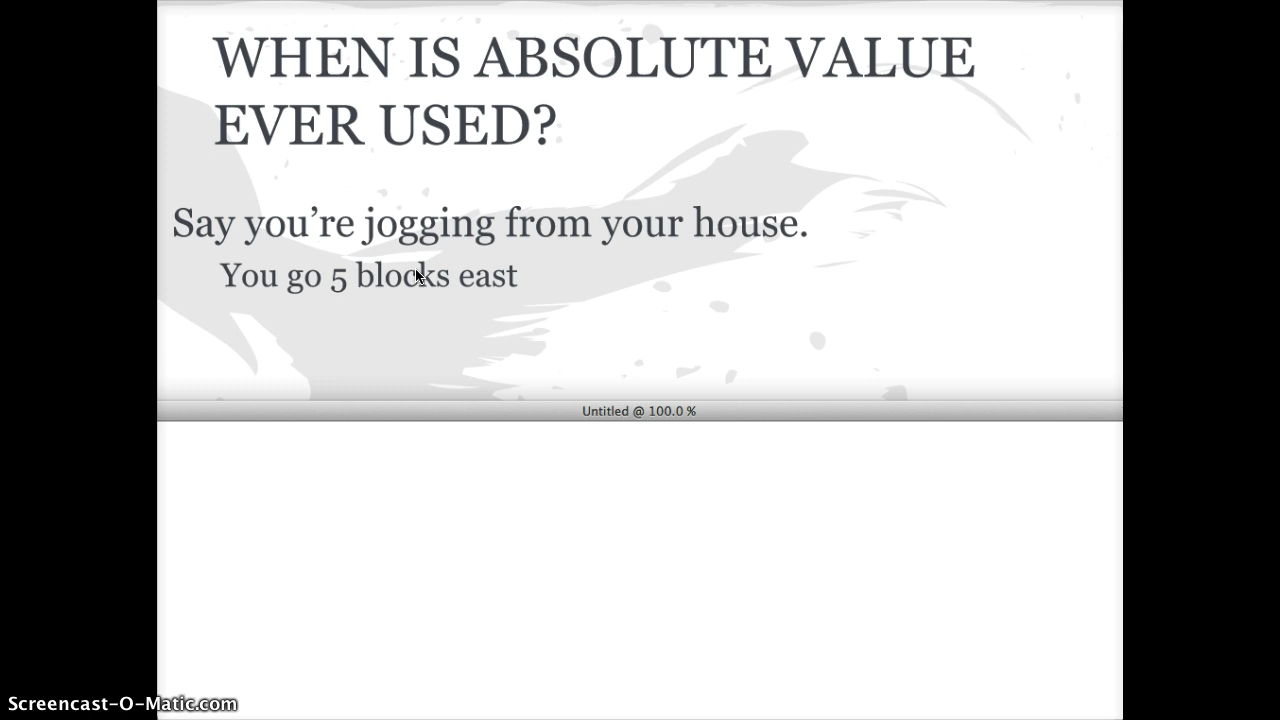 WHEN IS ABSOLUTE VALUE
EVER USED?
Say you're jogging from your house.
You go 5 blocks east
Untitled @ 100.0 %
Screencast-O-Matic.com